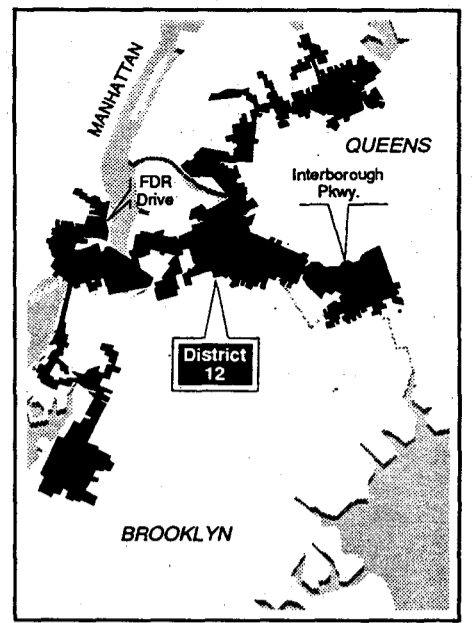 MANHATTAN
QUEENS
Interborough
Pkwy.
FDR
Drive
District
12
BROOKLYN